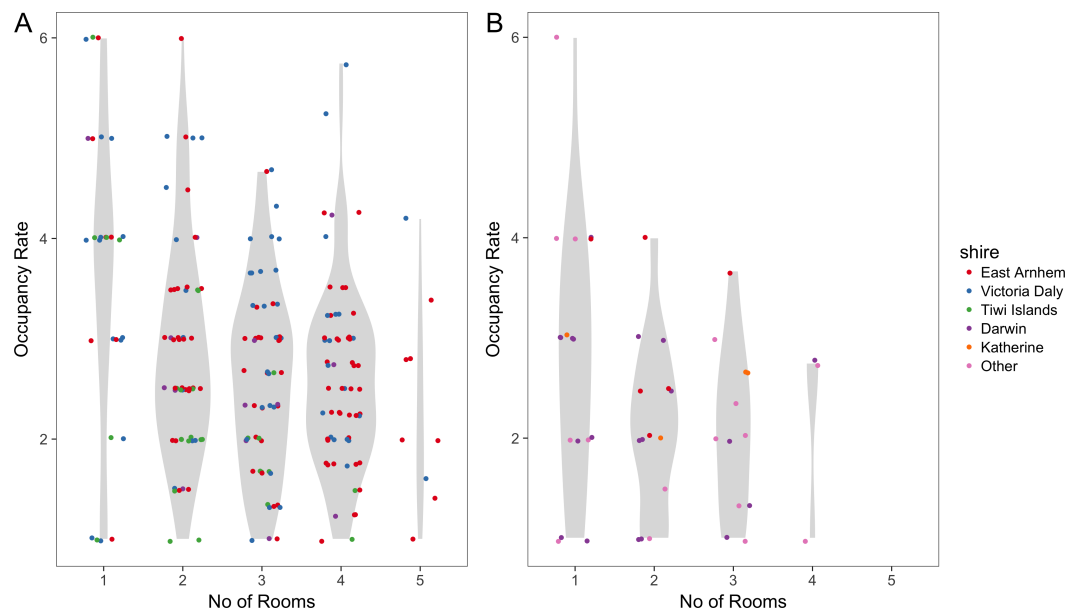 A
B
6
4
2
Occupancy Rate
1 2 3 4 5
No of Rooms
6
4
2
Occupancy Rate
1 2 3 4 5
No of Rooms
shire
East Arnhem
Victoria Daly
Tiwi Islands
Darwin
Katherine
Other